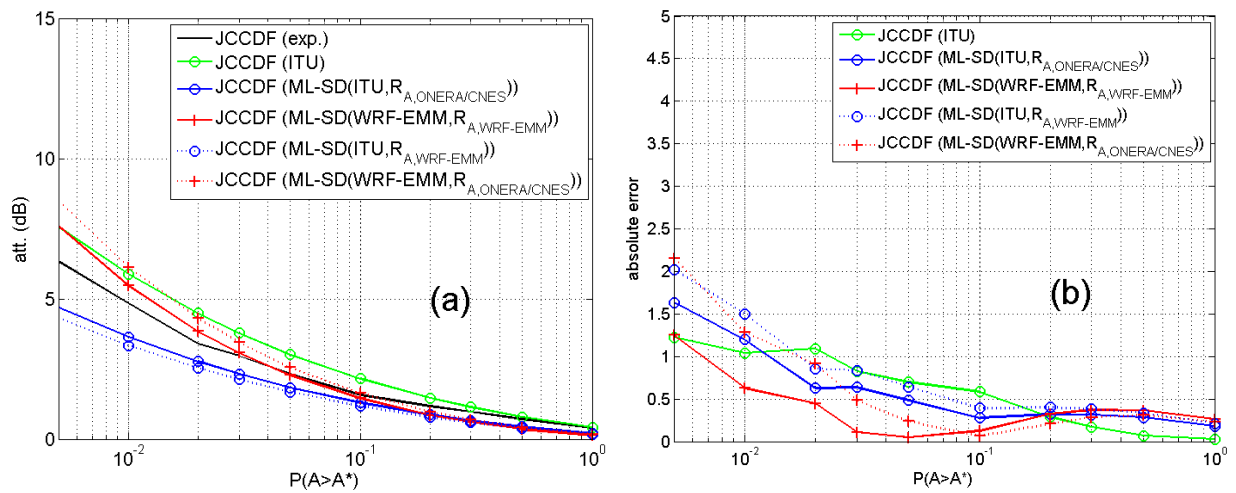 15
10
5
0
att. (dB)
JCCDF (exp.)
JCCDF (ITU)
JCCDF (ML-SD(ITU,R_A,ONERA/CNES))
JCCDF (ML-SD(WRF-EMM,R_A,WRF-EMM))
JCCDF (ML-SD(ITU,R_A,WRF-EMM))
JCCDF (ML-SD(WRF-EMM,R_A,ONERA/CNES))
(a)
10^-2
10^-1
10^0
P(A>A*)
5
4.5
4
3.5
3
2.5
2
1.5
1
0.5
0
absolute error
JCCDF (ITU)
JCCDF (ML-SD(ITU,R_A,ONERA/CNES))
JCCDF (ML-SD(WRF-EMM,R_A,WRF-EMM))
JCCDF (ML-SD(ITU,R_A,WRF-EMM))
JCCDF (ML-SD(WRF-EMM,R_A,ONERA/CNES))
(b)
10^-2
10^-1
10^0
P(A>A*)